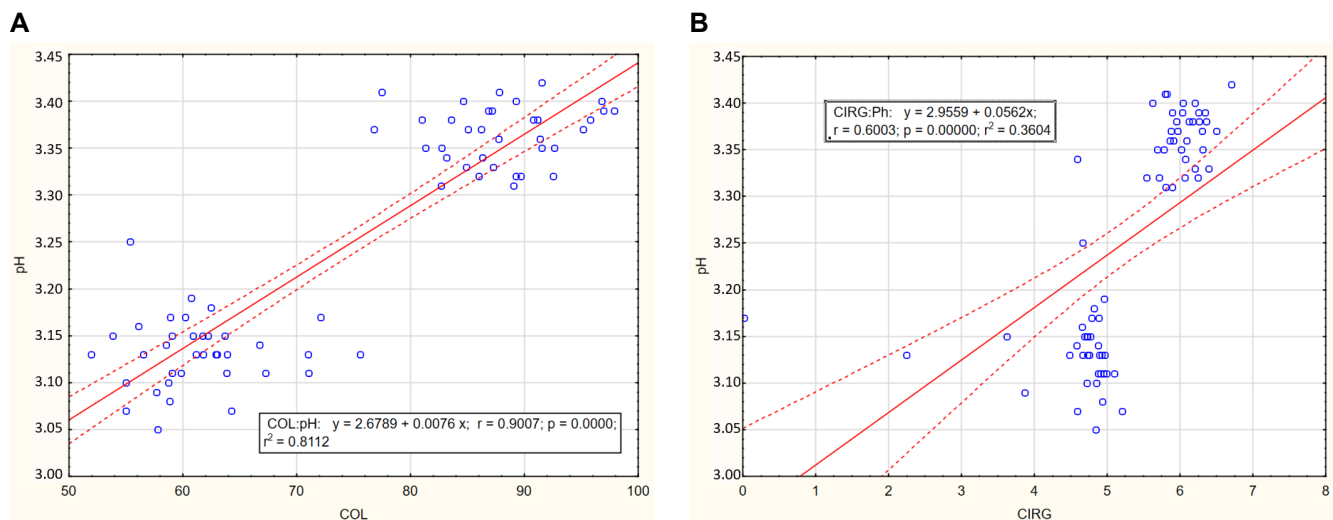 A
3.45
3.40
3.35
3.30
3.25
3.20
3.15
3.10
3.05
3.00
pH
COL:pH: y = 2.6789 + 0.0076 x; r = 0.9007; p = 0.0000;
r² = 0.8112
50 60 70 80 90 100
COL
B
3.45
3.40
3.35
3.30
3.25
3.20
3.15
3.10
3.05
3.00
pH
CIRG:Ph: y = 2.9559 + 0.0562x;
r = 0.6003; p = 0.00000; r² = 0.3604
0 1 2 3 4 5 6 7 8
CIRG